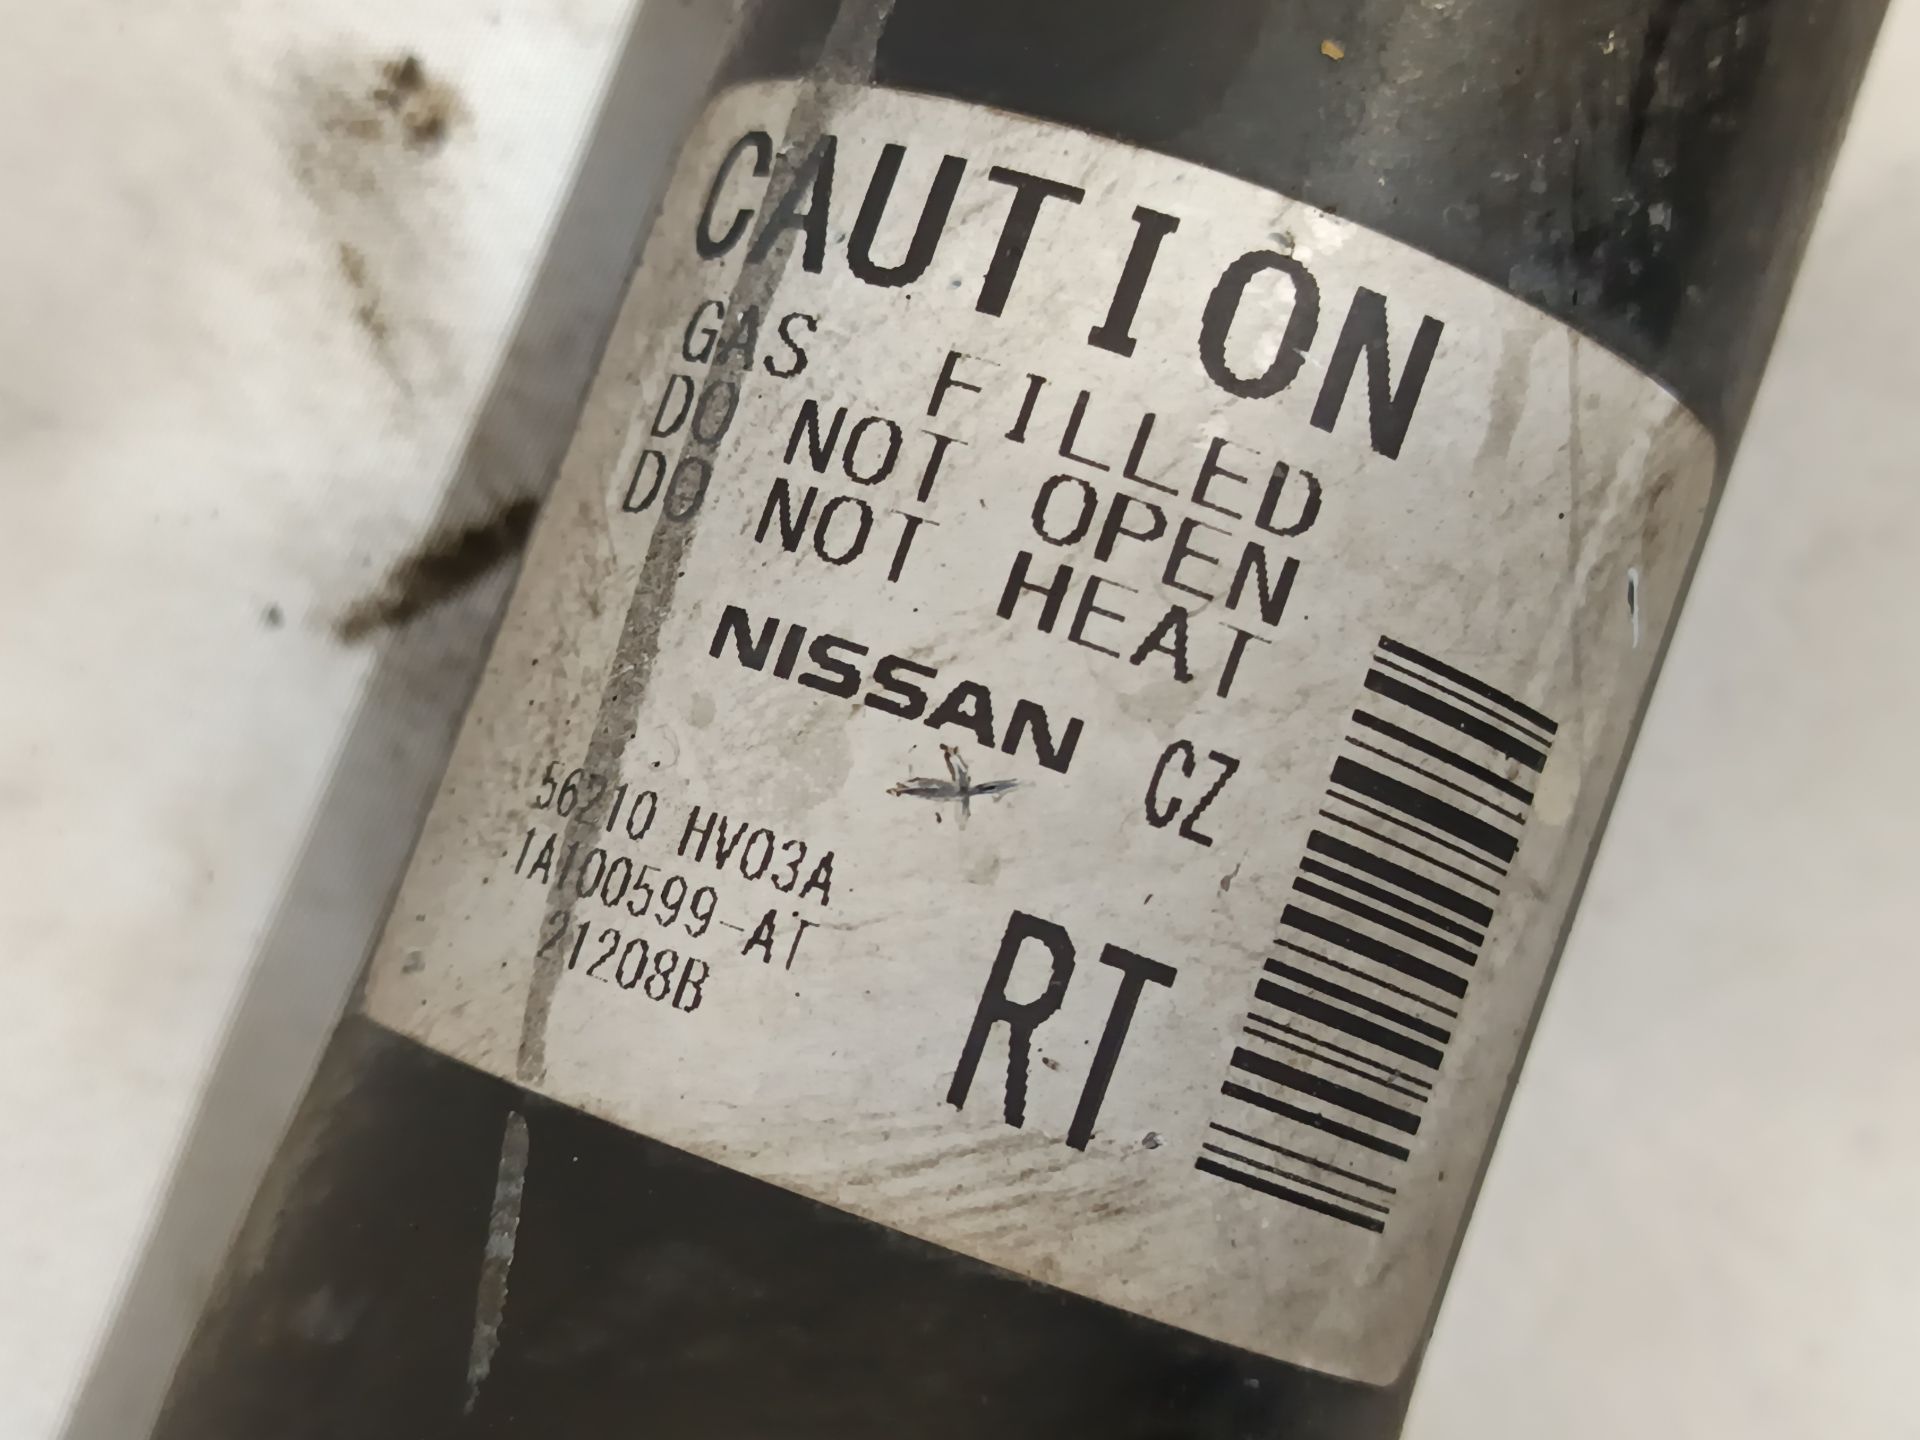 CAUTION
GAS FILLED
DO NOT OPEN
DO NOT HEAT
NISSAN CZ
56210 HV03A
1A100599-AT
21208B
RT